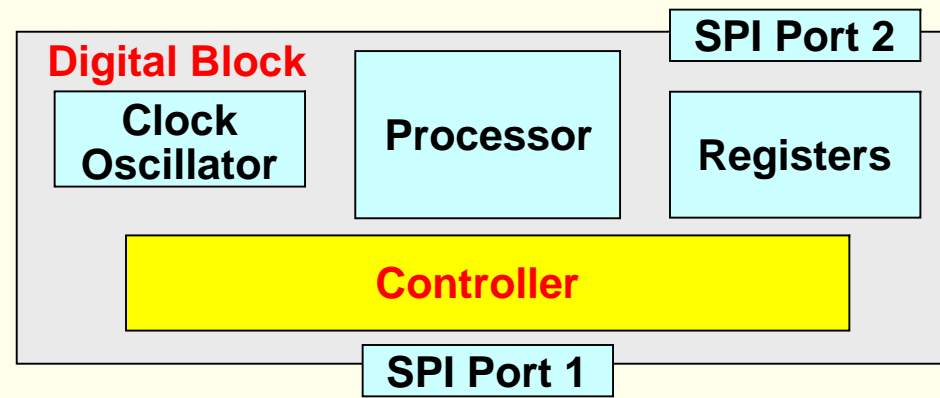 SPI Port 2
Digital Block
Clock
Oscillator
Processor
Registers
Controller
SPI Port 1